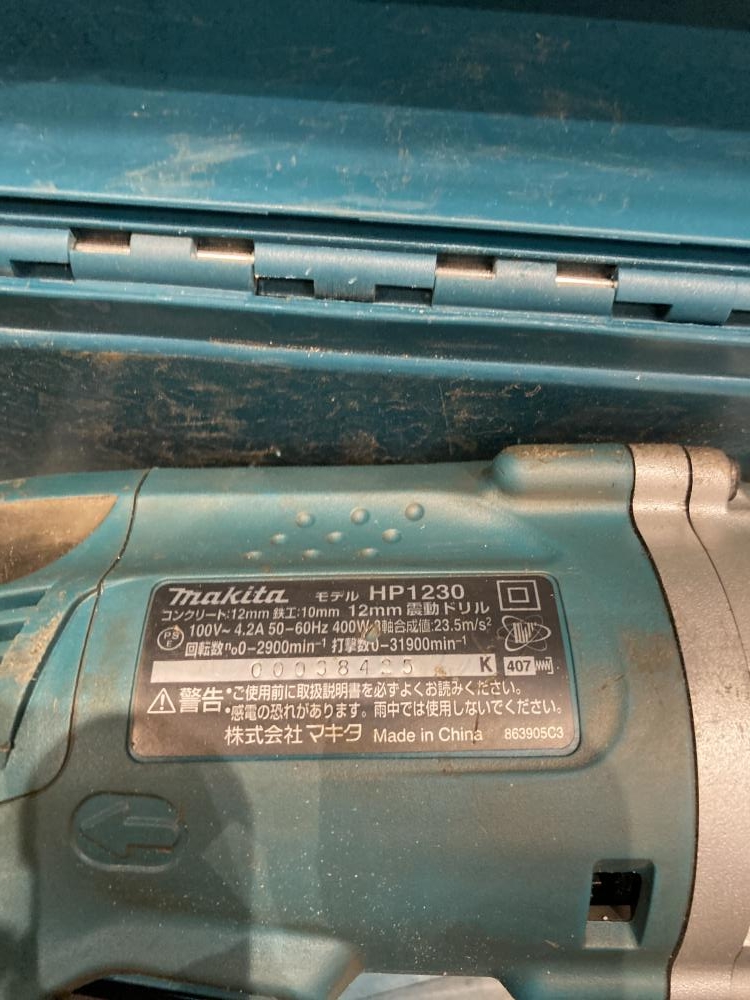 makita モデル HP1230
コンクリート:12mm 鉄工:10mm 12mm 震動ドリル
PSE 100V~ 4.2A 50-60Hz 400W 3軸合成値:23.5m/s²
回転数n₀0-2900min⁻¹ 打撃数0-31900min⁻¹
00038435 K 407
警告・ご使用前に取扱説明書を必ずよくお読みください。
・感電の恐れがあります。雨中では使用しないでください。
株式会社マキタ Made in China 863905C3